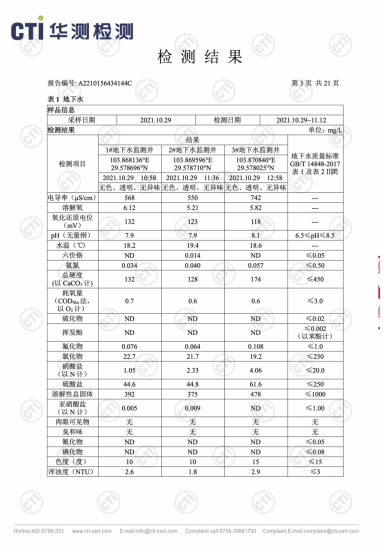 CTI 华测检测
检 测 结 果
报告编号: A2210156434144C 第 3 页 共 21 页
表 1 地下水
样品信息
采样日期 2021.10.29 检测日期 2021.10.29~11.12
检测结果 单位: mg/L
检测项目 结果 地下水质量标准 GB/T 14848-2017 表 1 及表 2 III类
1#地下水监测井 2#地下水监测井 3#地下水监测井
103.868136°E 103.869596°E 103.870840°E
29.578696°N 29.578710°N 29.578025°N
2021.10.29 10:58 2021.10.29 11:36 2021.10.29 12:58
无色、透明、无异味 无色、透明、无异味 无色、透明、无异味
电导率 (μS/cm) 568 550 742 ---
溶解氧 6.12 5.21 5.82 ---
氧化还原电位 (mV) 132 123 118 ---
pH (无量纲) 7.9 7.9 8.1 6.5≤pH≤8.5
水温 (℃) 18.2 19.4 18.6 ---
六价铬 ND 0.014 ND ≤0.05
氨氮 0.034 0.040 0.057 ≤0.50
总硬度 (以 CaCO₃ 计) 132 128 174 ≤450
耗氧量 (CODMn 法, 以 O₂ 计) 0.7 0.6 0.6 ≤3.0
硫化物 ND ND ND ≤0.02
挥发酚 ND ND ND ≤0.002 (以苯酚计)
氟化物 0.076 0.064 0.108 ≤1.0
氯化物 22.7 21.7 19.2 ≤250
硝酸盐 (以 N 计) 1.05 2.33 4.06 ≤20.0
硫酸盐 44.6 44.8 61.6 ≤250
溶解性总固体 392 375 478 ≤1000
亚硝酸盐 (以 N 计) 0.005 0.009 ND ≤1.00
肉眼可见物 无 无 无 无
臭和味 无 无 无 无
氰化物 ND ND ND ≤0.05
碘化物 ND ND ND ≤0.08
色度 (度) 10 10 15 ≤15
浑浊度 (NTU) 2.6 1.8 2.9 ≤3
Hotline:400-6788-333 www.cti-cert.com E-mail:info@cti-cert.com Complaint call:0755-33681700 Complaint E-mail:complaint@cti-cert.com